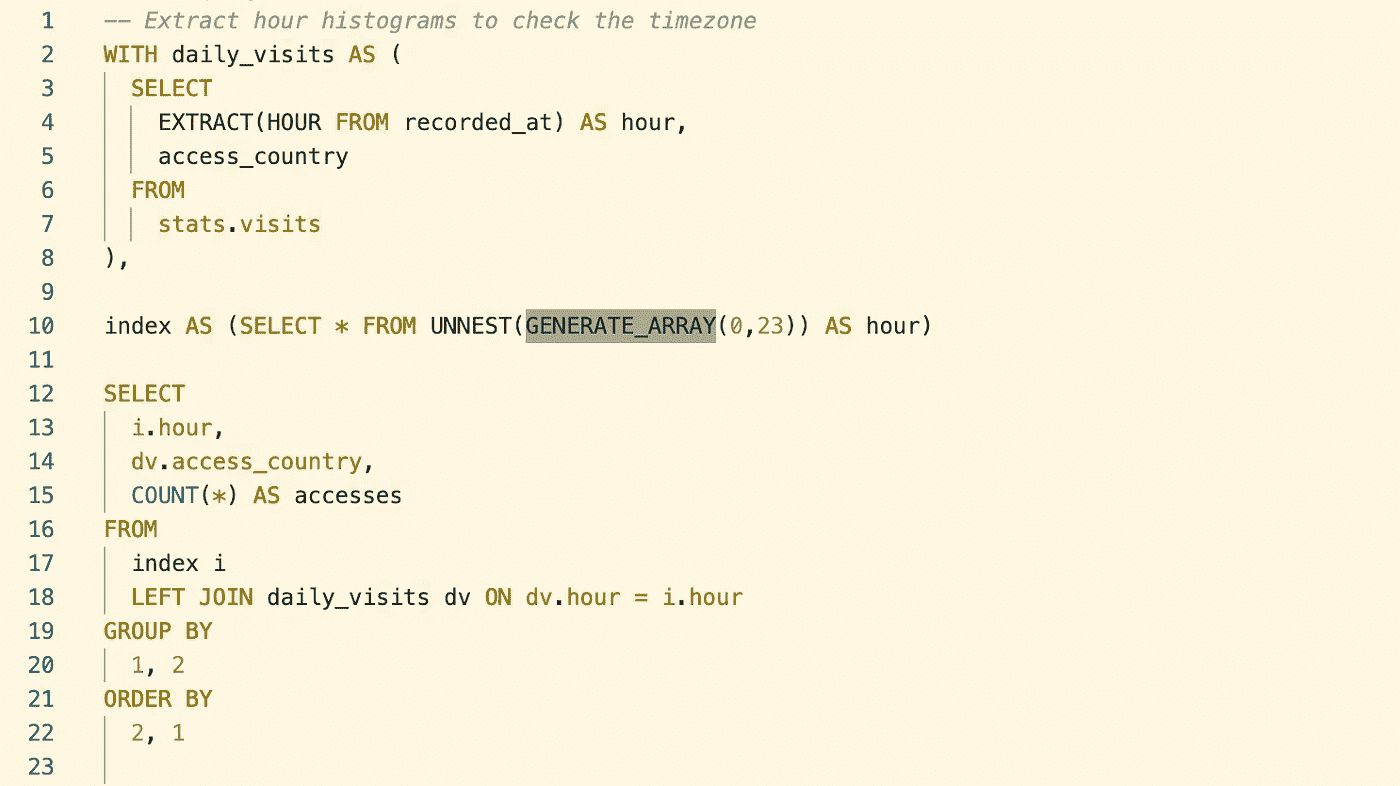 1 -- Extract hour histograms to check the timezone
2 WITH daily_visits AS (
3 SELECT
4 EXTRACT(HOUR FROM recorded_at) AS hour,
5 access_country
6 FROM
7 stats.visits
8 ),
9
10 index AS (SELECT * FROM UNNEST(GENERATE_ARRAY(0,23)) AS hour)
11
12 SELECT
13 i.hour,
14 dv.access_country,
15 COUNT(*) AS accesses
16 FROM
17 index i
18 LEFT JOIN daily_visits dv ON dv.hour = i.hour
19 GROUP BY
20 1, 2
21 ORDER BY
22 2, 1
23